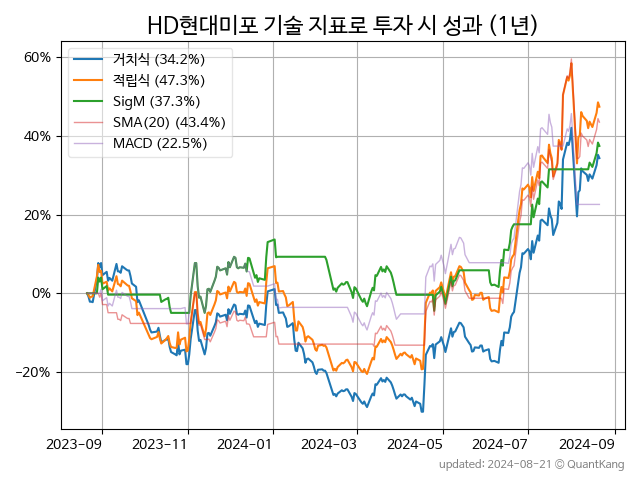 HD현대미포 기술 지표로 투자 시 성과 (1년)
60%
40%
20%
0%
−20%
거치식 (34.2%)
적립식 (47.3%)
SigM (37.3%)
SMA(20) (43.4%)
MACD (22.5%)
2023-09
2023-11
2024-01
2024-03
2024-05
2024-07
2024-09
updated: 2024-08-21 © QuantKang